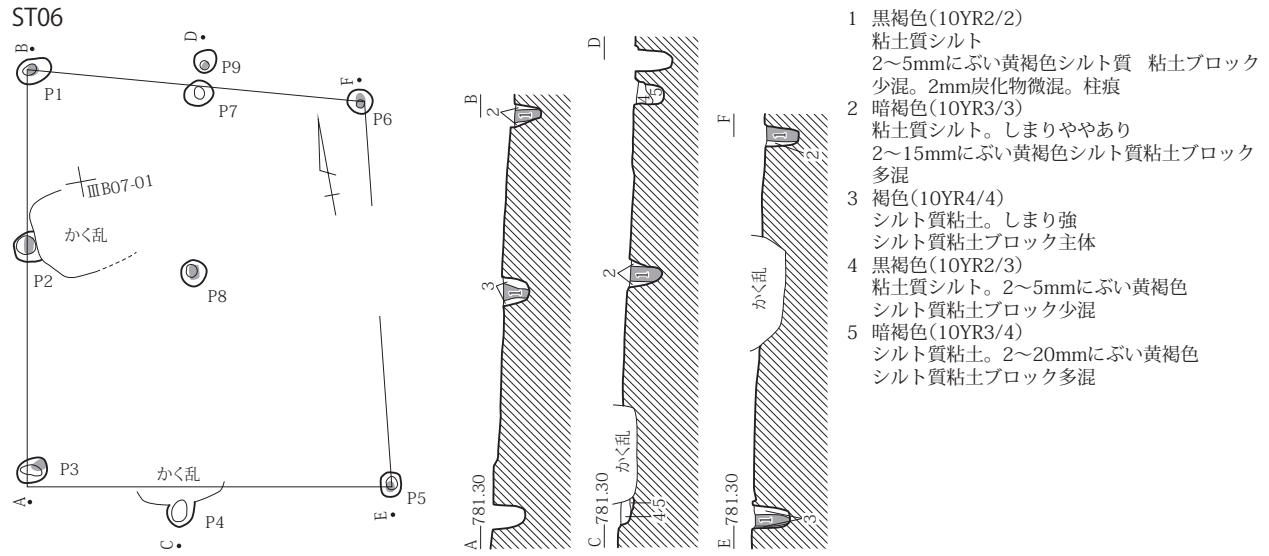 ST06
B
D
P9
P1
P7
F
P6
ⅢB07-01
かく乱
P2
P8
P3
かく乱
A
P4
P5
C
E
B
2
1
3
1
A 781.30
D
4 5
2
1
かく乱
4 5
C 781.30
F
1
2
かく乱
1
3
E 781.30
1 黒褐色(10YR2/2)
粘土質シルト
2～5mmにぶい黄褐色シルト質 粘土ブロック
少混。2mm炭化物微混。柱痕
2 暗褐色(10YR3/3)
粘土質シルト。しまりややあり
2～15mmにぶい黄褐色シルト質粘土ブロック
多混
3 褐色(10YR4/4)
シルト質粘土。しまり強
シルト質粘土ブロック主体
4 黒褐色(10YR2/3)
粘土質シルト。2～5mmにぶい黄褐色
シルト質粘土ブロック少混
5 暗褐色(10YR3/4)
シルト質粘土。2～20mmにぶい黄褐色
シルト質粘土ブロック多混